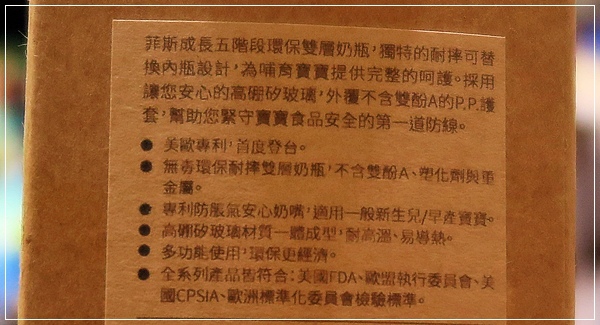 菲斯成長五階段環保雙層奶瓶，獨特的耐摔可替
換內瓶設計，為哺育寶寶提供完整的呵護。採用
讓您安心的高硼矽玻璃，外覆不含雙酚A的P.P.護
套，幫助您緊守寶寶食品安全的第一道防線。
● 美歐專利，首度登台。
● 無毒環保耐摔雙層奶瓶，不含雙酚A、塑化劑與重
金屬。
● 專利防脹氣安心奶嘴，適用一般新生兒/早產寶寶。
● 高硼矽玻璃材質一體成型，耐高溫、易導熱。
● 多功能使用，環保更經濟。
● 全系列產品皆符合：美國FDA、歐盟執行委員會、美
國CPSIA、歐洲標準化委員會檢驗標準。